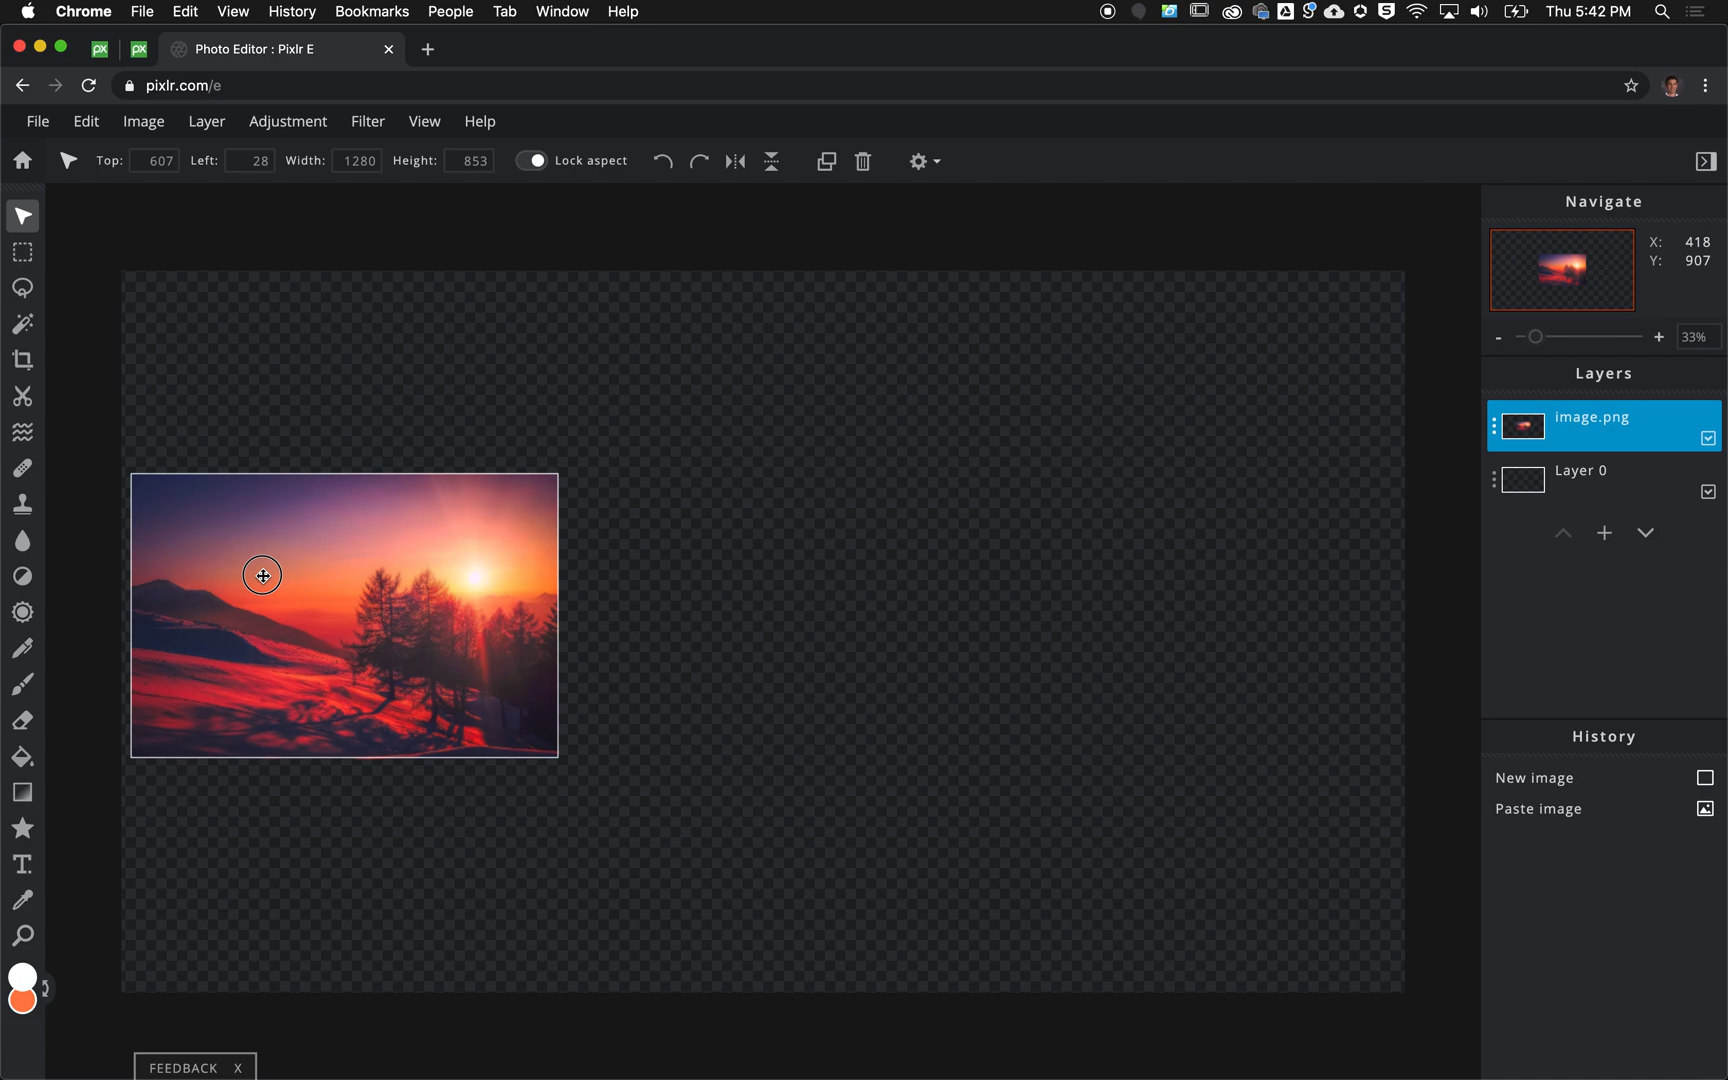 Chrome File Edit View History Bookmarks People Tab Window Help Thu 5:42 PM
px px Photo Editor : Pixlr E
pixlr.com/e
File Edit Image Layer Adjustment Filter View Help
Top: 607 Left: 28 Width: 1280 Height: 853 Lock aspect
Navigate
X: 418
Y: 907
- + 33%
Layers
image.png
Layer 0
History
New image
Paste image
T.
FEEDBACK X